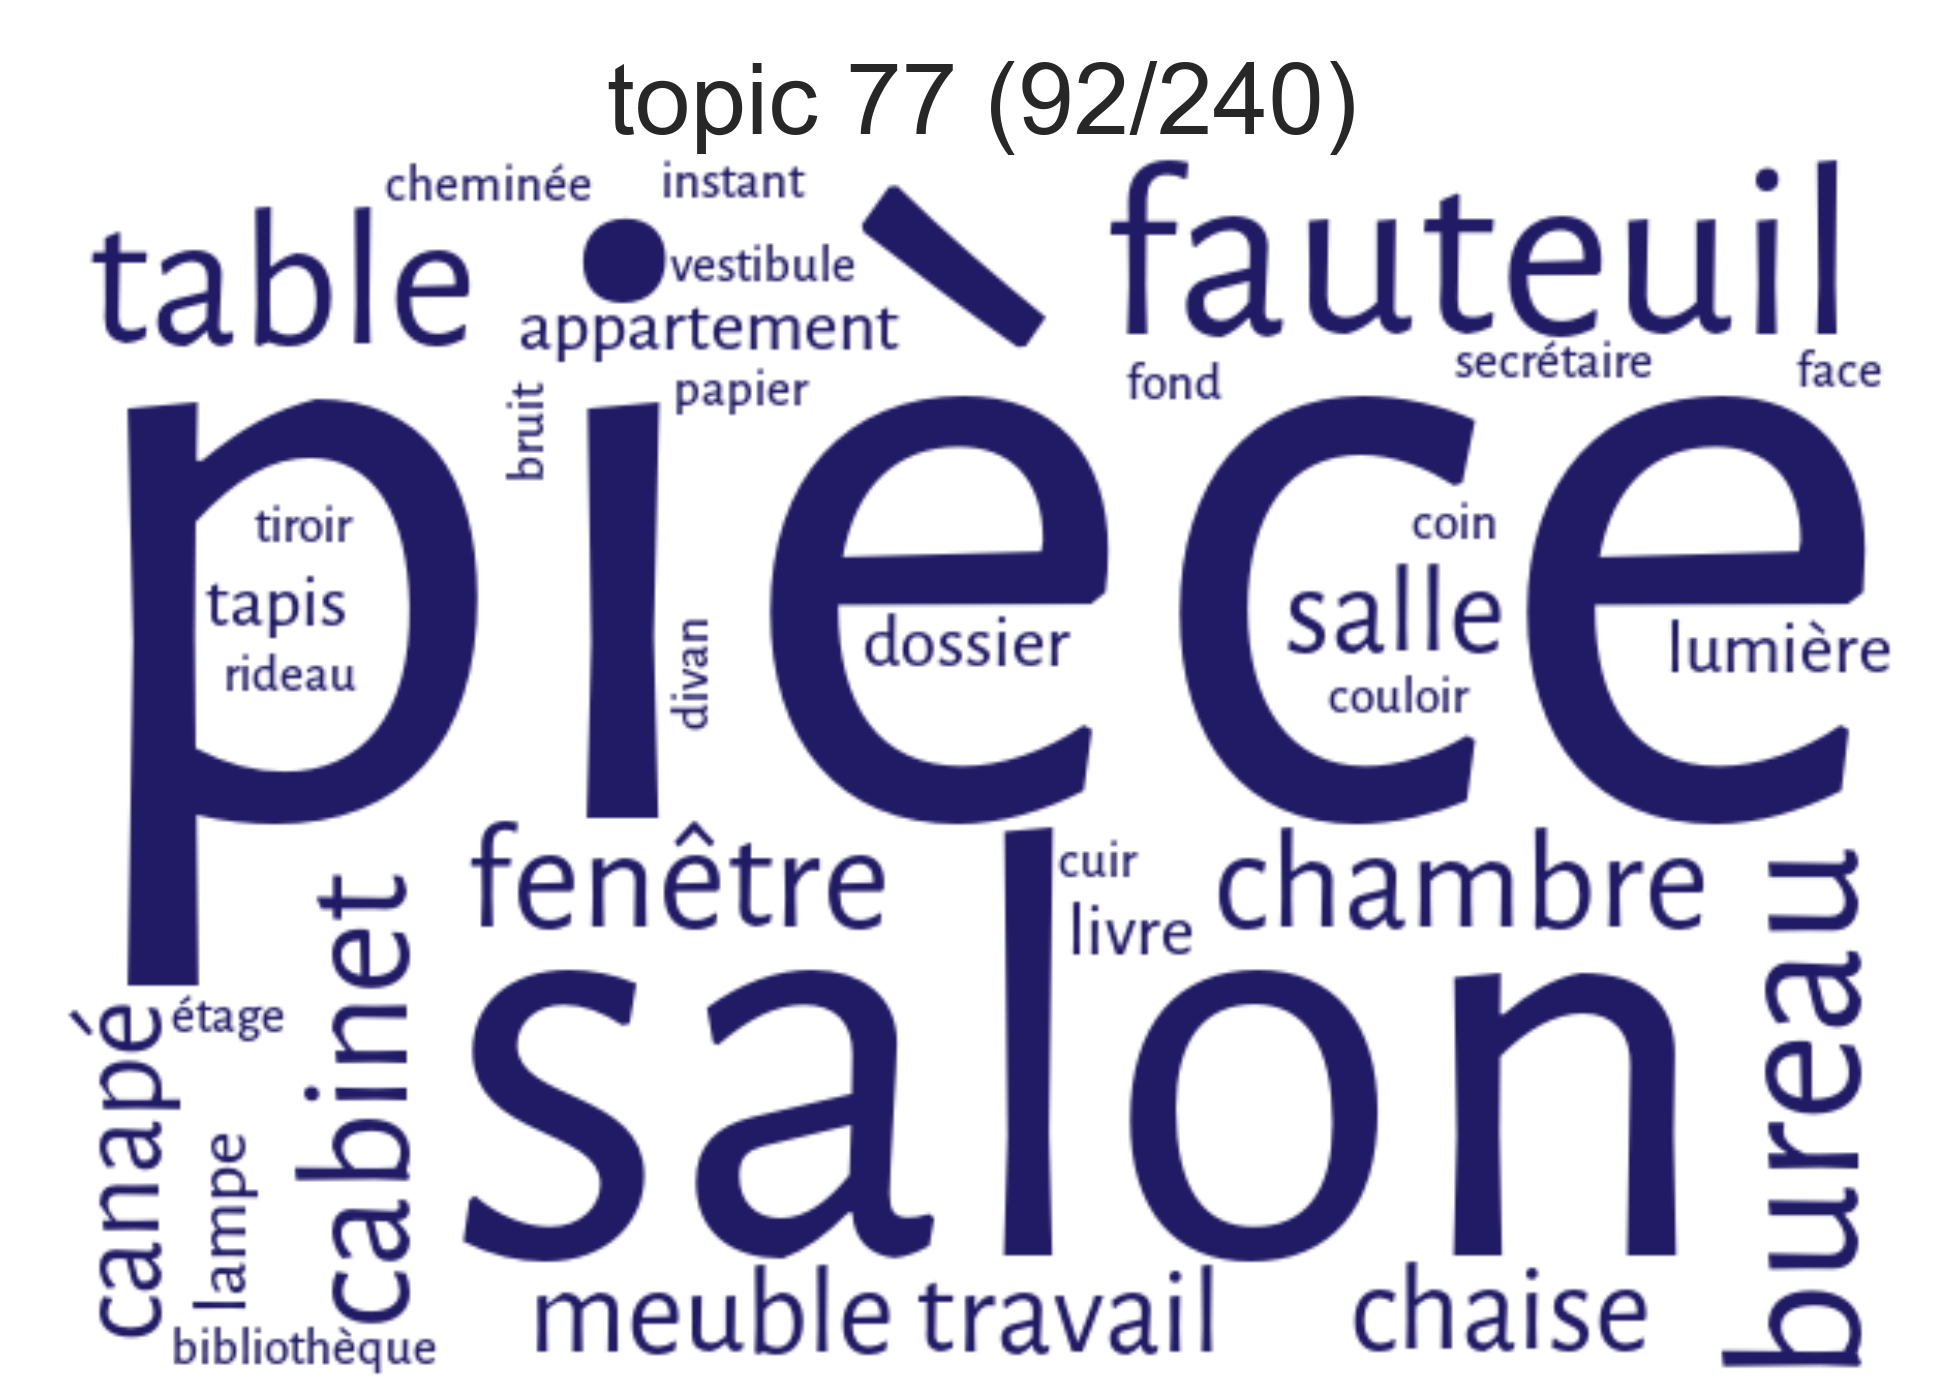 topic 77 (92/240)
cheminée
instant
table
vestibule
fauteuil
appartement
papier
bruit
fond
secrétaire
face
pièce
tiroir
tapis
rideau
divan
dossier
coin
salle
couloir
lumière
fenêtre
cuir
livre
chambre
bureau
canapé
étage
cabinet
lampe
salon
bibliothèque
meuble
travail
chaise